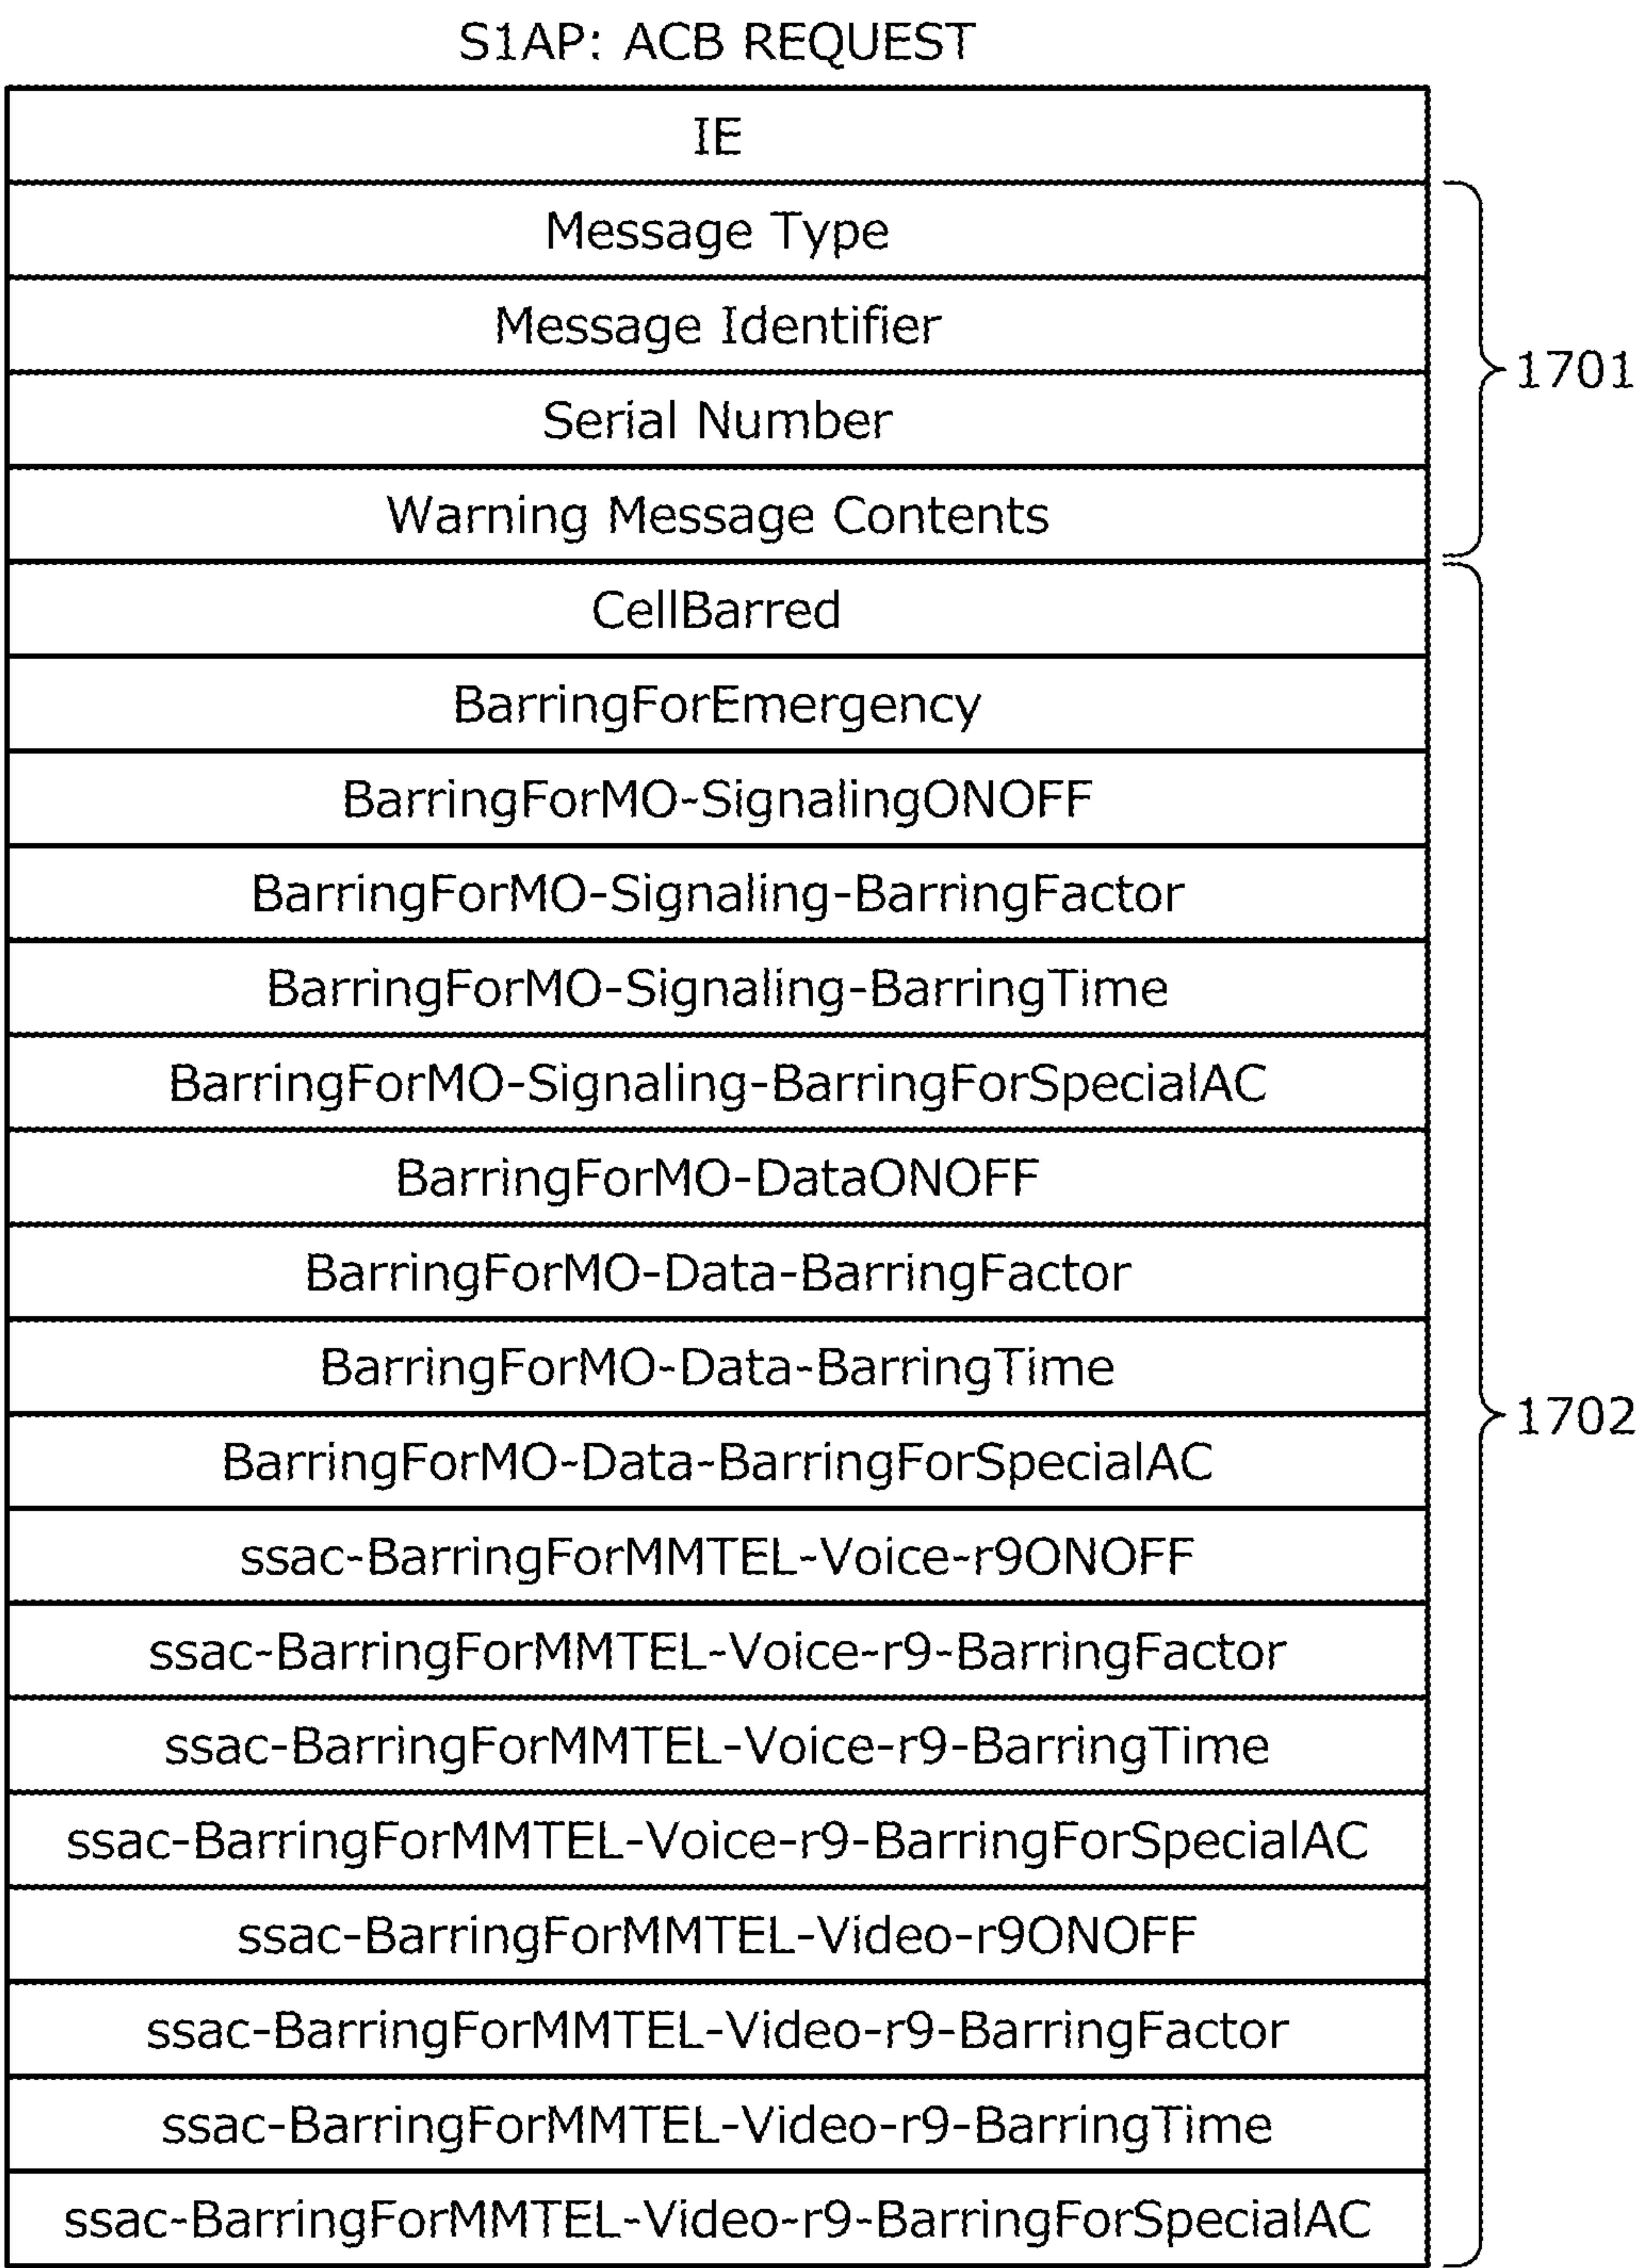 S1AP: ACB REQUEST
IE
Message Type
Message Identifier
1701
Serial Number
Warning Message Contents
CellBarred
BarringForEmergency
BarringForMO-SignalingONOFF
BarringForMO-Signaling-BarringFactor
BarringForMO-Signaling-BarringTime
BarringForMO-Signaling-BarringForSpecialAC
BarringForMO-DataONOFF
BarringForMO-Data-BarringFactor
BarringForMO-Data-BarringTime
1702
BarringForMO-Data-BarringForSpecialAC
ssac-BarringForMMTEL-Voice-r9ONOFF
ssac-BarringForMMTEL-Voice-r9-BarringFactor
ssac-BarringForMMTEL-Voice-r9-BarringTime
ssac-BarringForMMTEL-Voice-r9-BarringForSpecialAC
ssac-BarringForMMTEL-Video-r9ONOFF
ssac-BarringForMMTEL-Video-r9-BarringFactor
ssac-BarringForMMTEL-Video-r9-BarringTime
ssac-BarringForMMTEL-Video-r9-BarringForSpecialAC